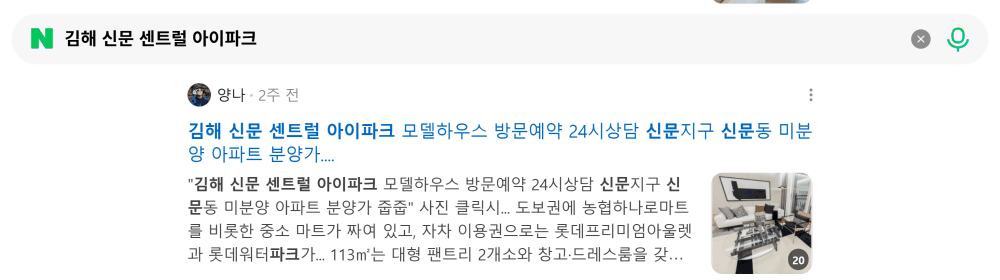 김해 신문 센트럴 아이파크
양나 · 2주 전
김해 신문 센트럴 아이파크 모델하우스 방문예약 24시상담 신문지구 신문동 미분
양 아파트 분양가....
"김해 신문 센트럴 아이파크 모델하우스 방문예약 24시상담 신문지구 신
문동 미분양 아파트 분양가 줍줍" 사진 클릭시... 도보권에 농협하나로마트
를 비롯한 중소 마트가 짜여 있고, 자차 이용권으로는 롯데프리미엄아울렛
과 롯데워터파크가... 113㎡는 대형 팬트리 2개소와 창고·드레스룸을 갖...
20